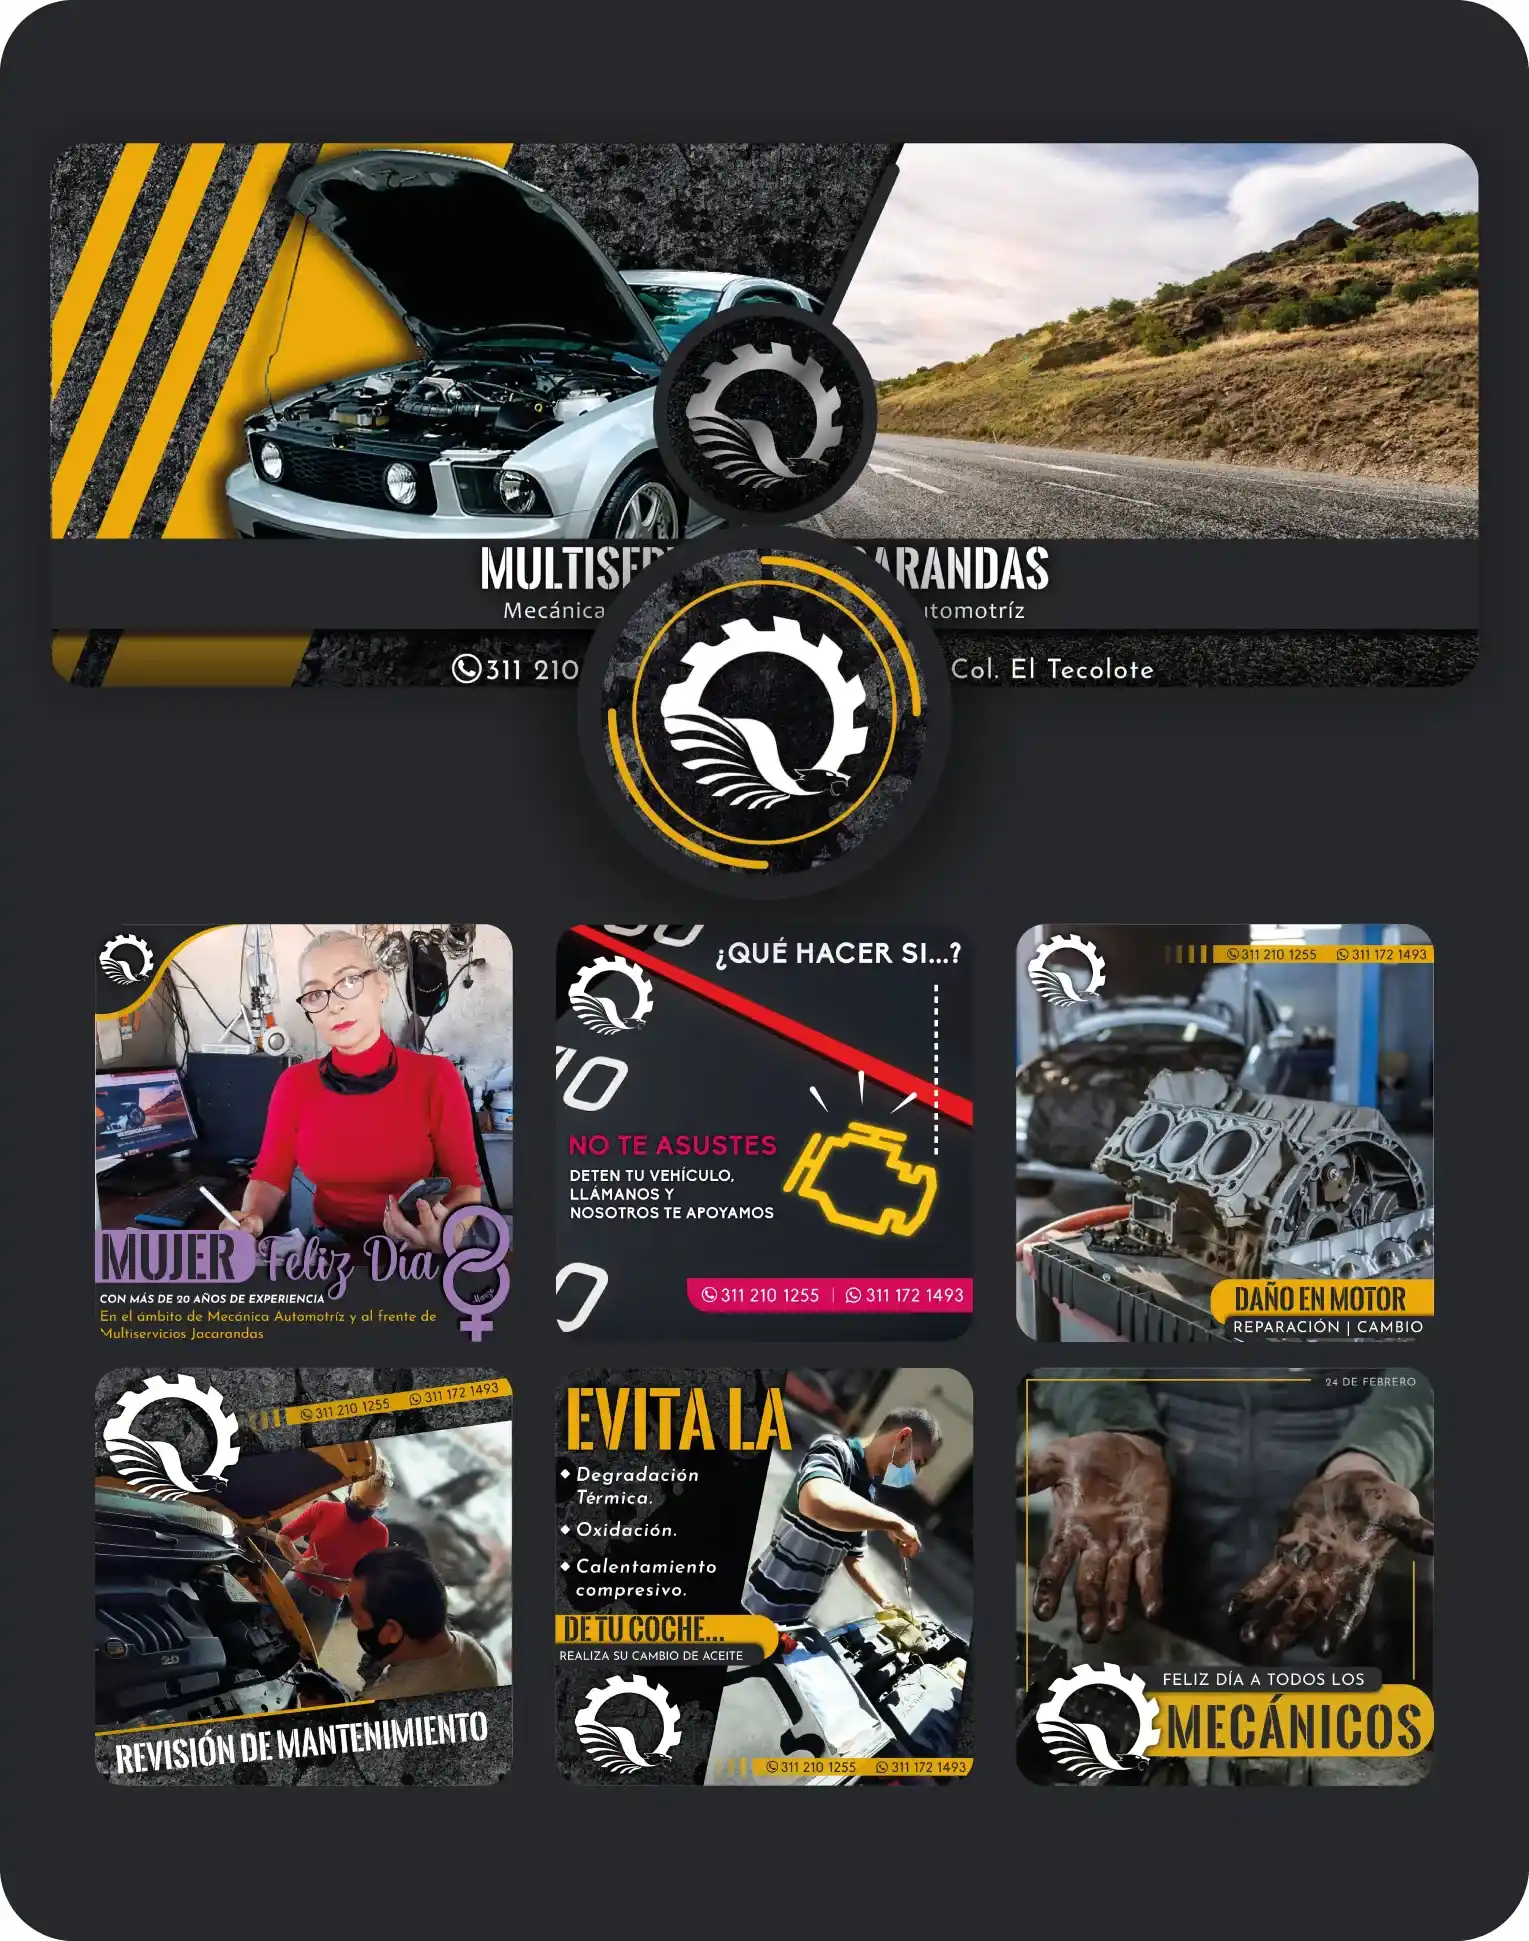 MULTISER
ARANDAS
Mecánica
utomotríz
311 210
Col. El Tecolote
MUJER Feliz Día
CON MÁS DE 20 AÑOS DE EXPERIENCIA
En el ámbito de Mecánica Automotríz y al frente de
Multiservicios Jacarandas
¿QUÉ HACER SI...?
10
NO TE ASUSTES
DETEN TU VEHÍCULO,
LLÁMANOS Y
NOSOTROS TE APOYAMOS
311 210 1255 | 311 172 1493
311 210 1255 311 172 1493
DAÑO EN MOTOR
REPARACIÓN | CAMBIO
311 210 1255 311 172 1493
2.0
REVISIÓN DE MANTENIMIENTO
EVITA LA
Degradación
Térmica.
Oxidación.
Calentamiento
compresivo.
DE TU COCHE...
REALIZA SU CAMBIO DE ACEITE
311 210 1255 311 172 1493
24 DE FEBRERO
FELIZ DÍA A TODOS LOS
MECÁNICOS